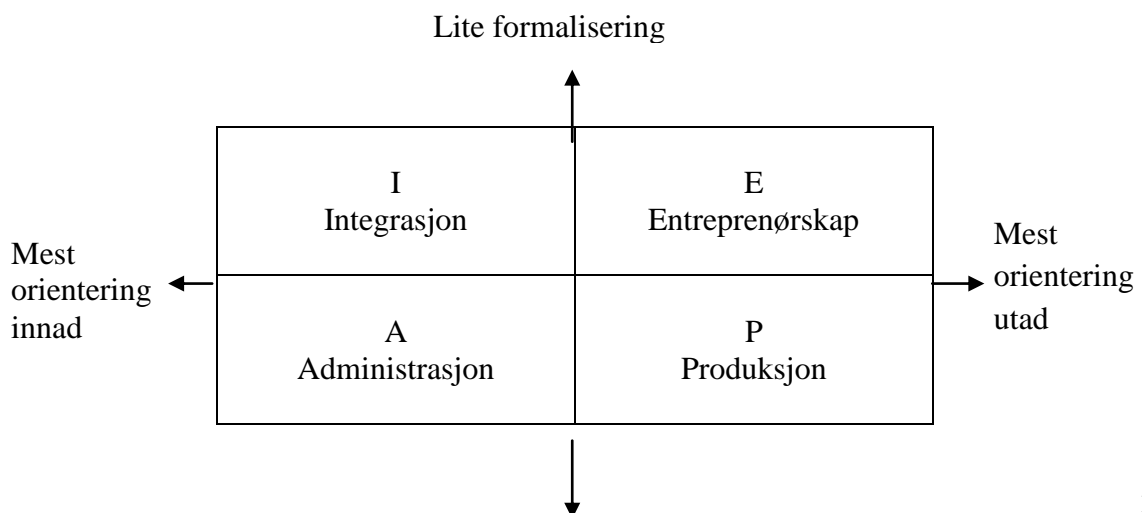 Lite formalisering
I
Integrasjon
E
Entreprenørskap
Mest
orientering
innad
Mest
orientering
utad
A
Administrasjon
P
Produksjon